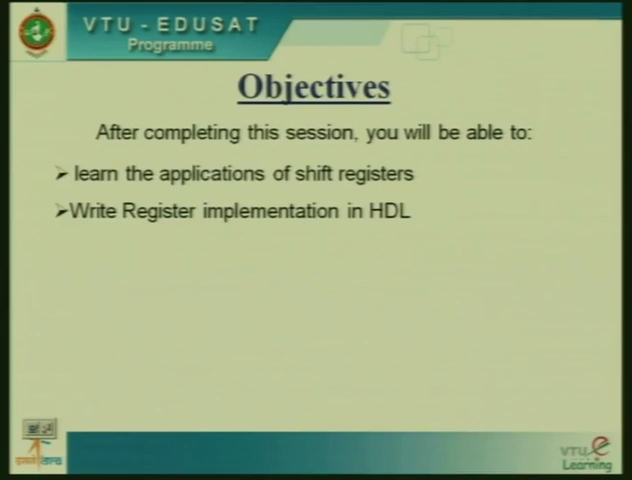 VTU - EDUSAT
Programme
Objectives
After completing this session, you will be able to:
➢ learn the applications of shift registers
➢Write Register implementation in HDL
VTU e
Learning